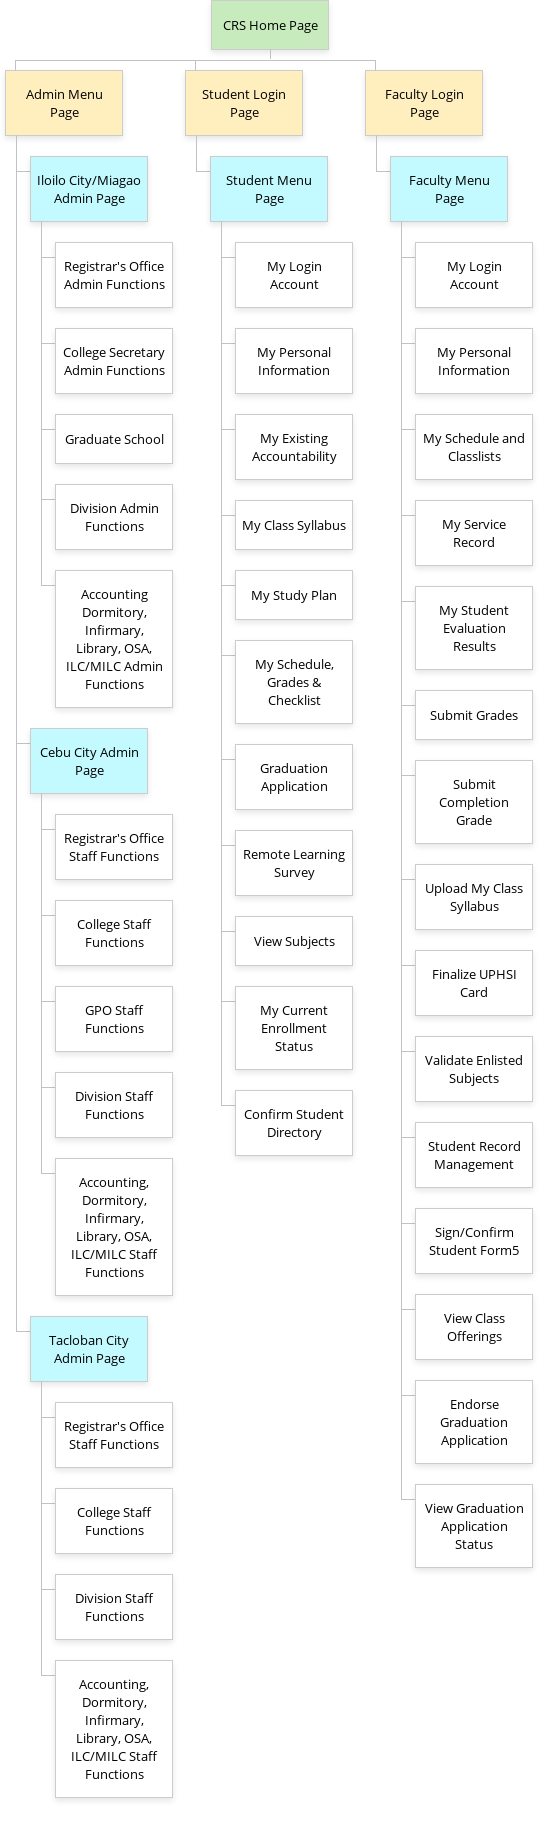 CRS Home Page
Admin Menu
Page
Iloilo City/Miagao
Admin Page
Registrar's Office
Admin Functions
College Secretary
Admin Functions
Graduate School
Division Admin
Functions
Accounting
Dormitory,
Infirmary,
Library, OSA,
ILC/MILC Admin
Functions
Cebu City Admin
Page
Registrar's Office
Staff Functions
College Staff
Functions
GPO Staff
Functions
Division Staff
Functions
Accounting,
Dormitory,
Infirmary,
Library, OSA,
ILC/MILC Staff
Functions
Tacloban City
Admin Page
Registrar's Office
Staff Functions
College Staff
Functions
Division Staff
Functions
Accounting,
Dormitory,
Infirmary,
Library, OSA,
ILC/MILC Staff
Functions
Student Login
Page
Student Menu
Page
My Login
Account
My Personal
Information
My Existing
Accountability
My Class Syllabus
My Study Plan
My Schedule,
Grades &
Checklist
Graduation
Application
Remote Learning
Survey
View Subjects
My Current
Enrollment
Status
Confirm Student
Directory
Faculty Login
Page
Faculty Menu
Page
My Login
Account
My Personal
Information
My Schedule and
Classlists
My Service
Record
My Student
Evaluation
Results
Submit Grades
Submit
Completion
Grade
Upload My Class
Syllabus
Finalize UPHSI
Card
Validate Enlisted
Subjects
Student Record
Management
Sign/Confirm
Student Form5
View Class
Offerings
Endorse
Graduation
Application
View Graduation
Application
Status